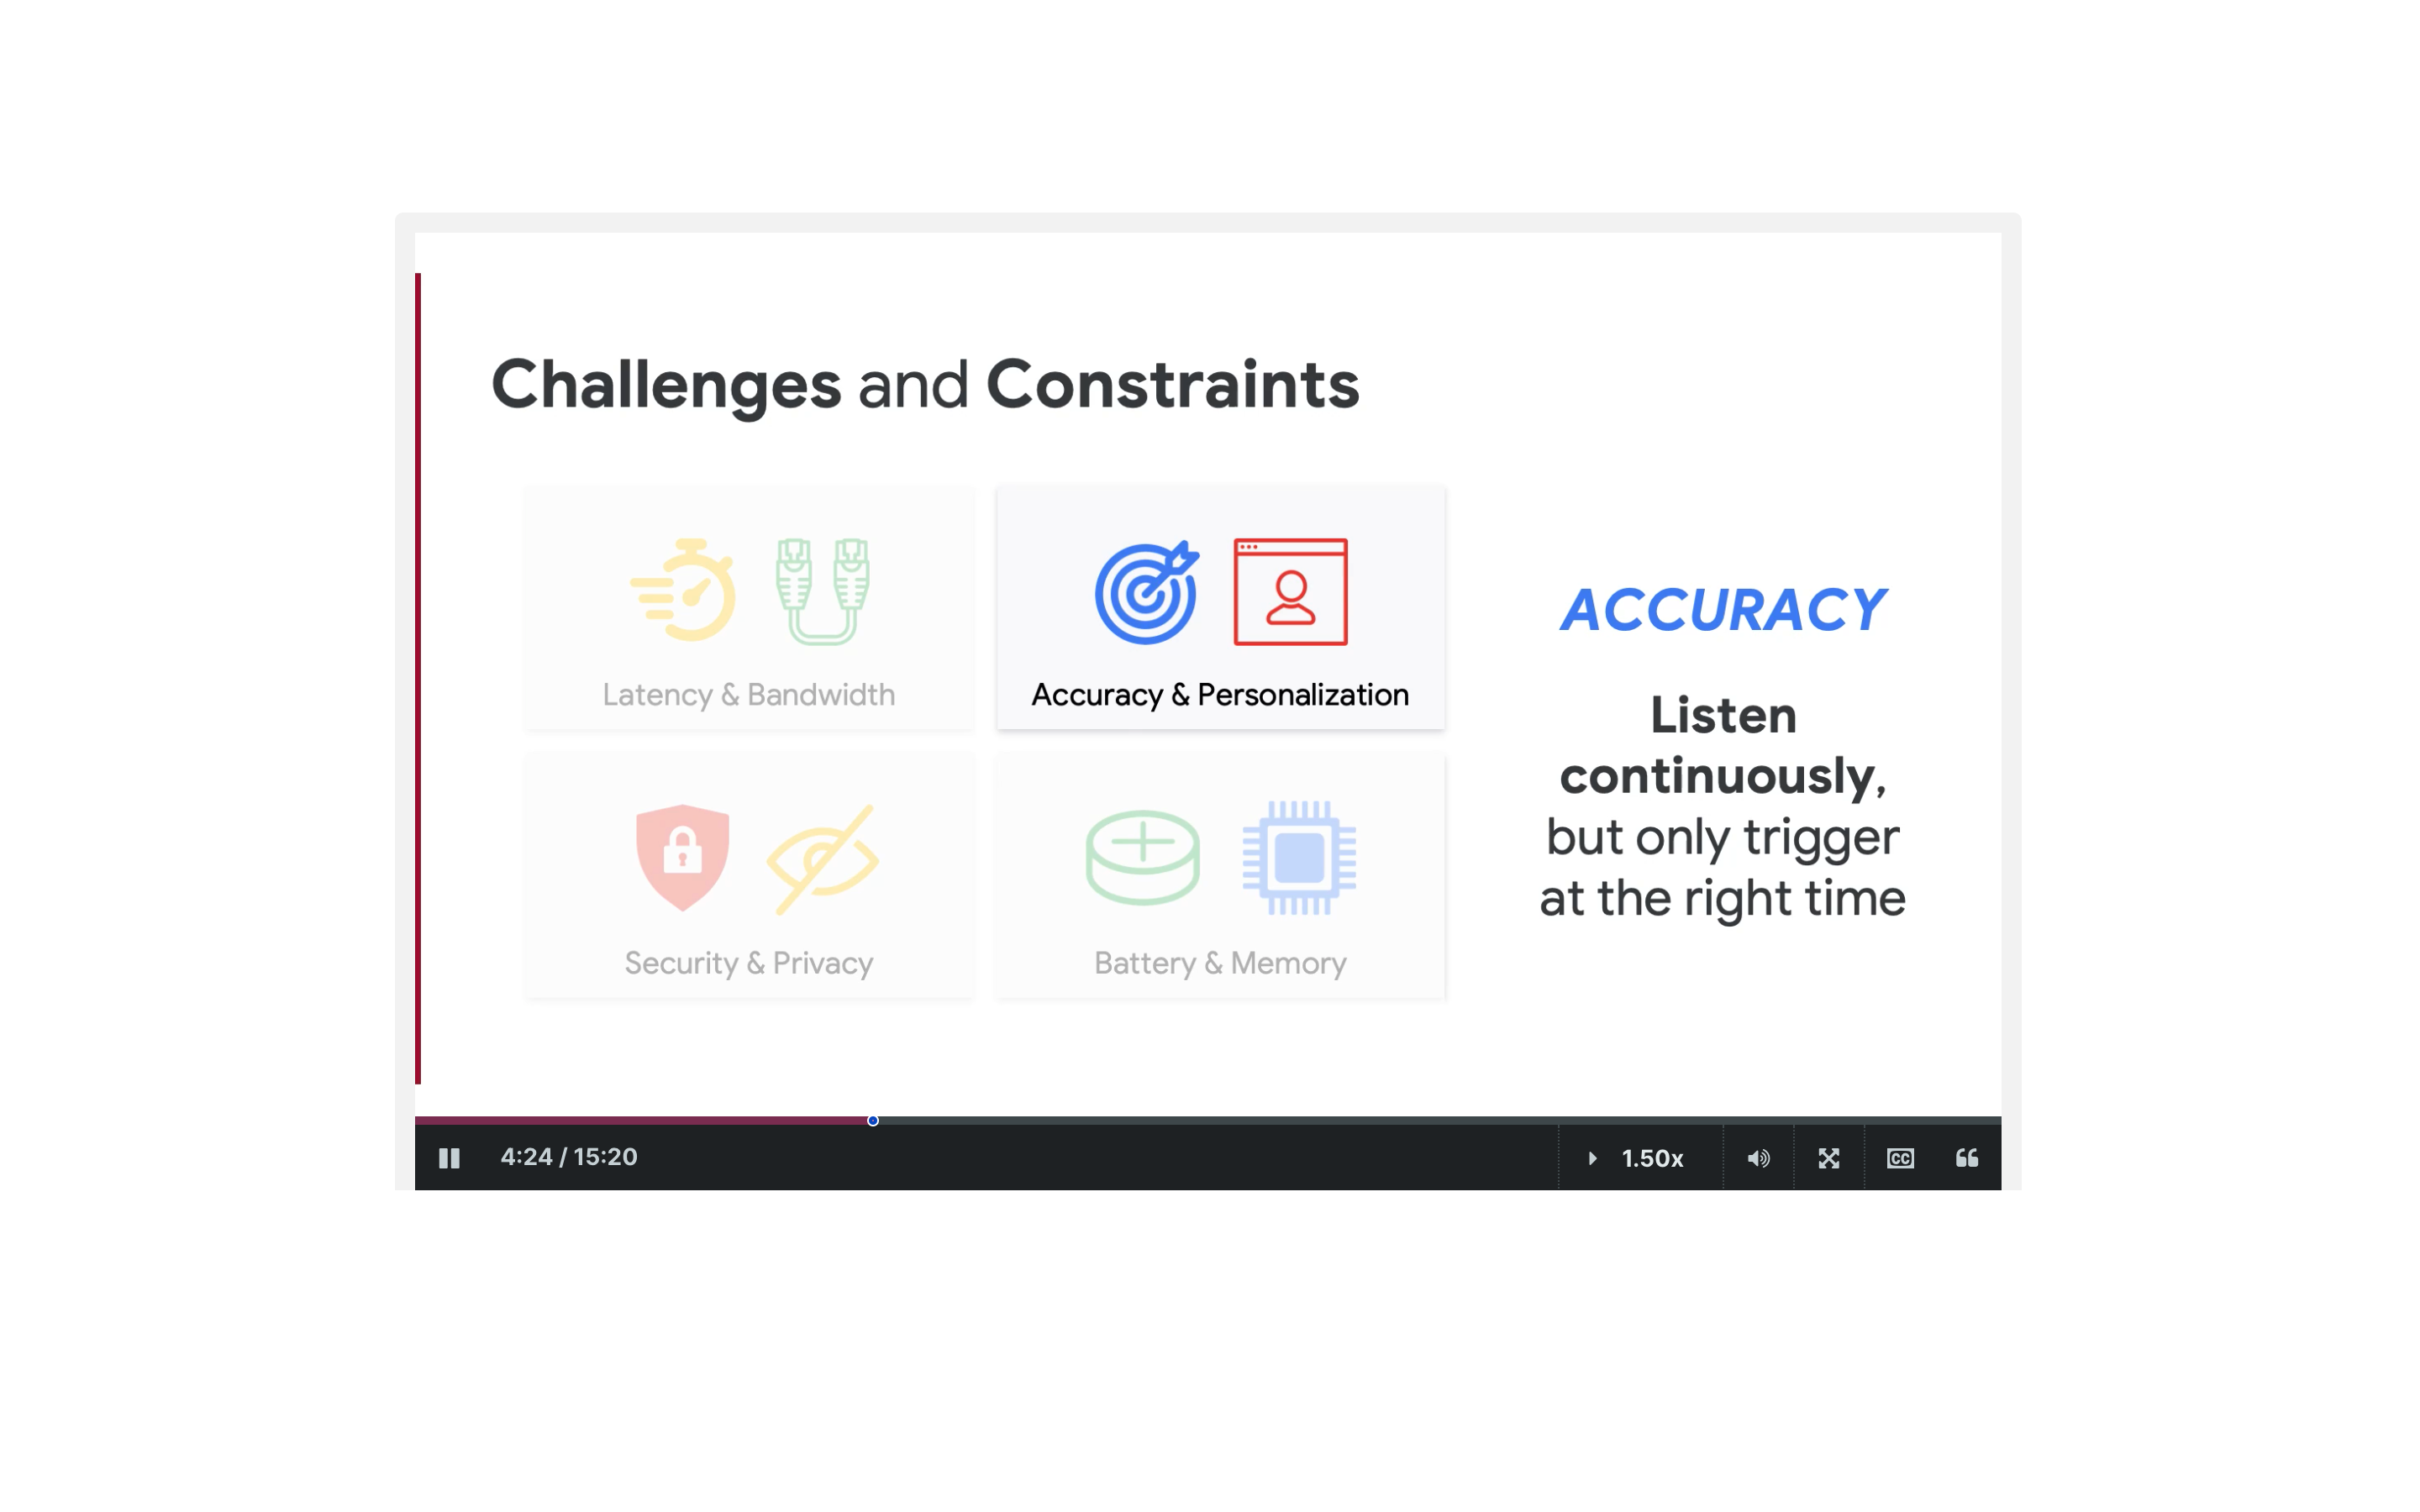 Challenges and Constraints
Latency & Bandwidth
Accuracy & Personalization
Security & Privacy
Battery & Memory
ACCURACY
Listen
continuously,
but only trigger
at the right time
4:24 / 15:20
1.50x
CC